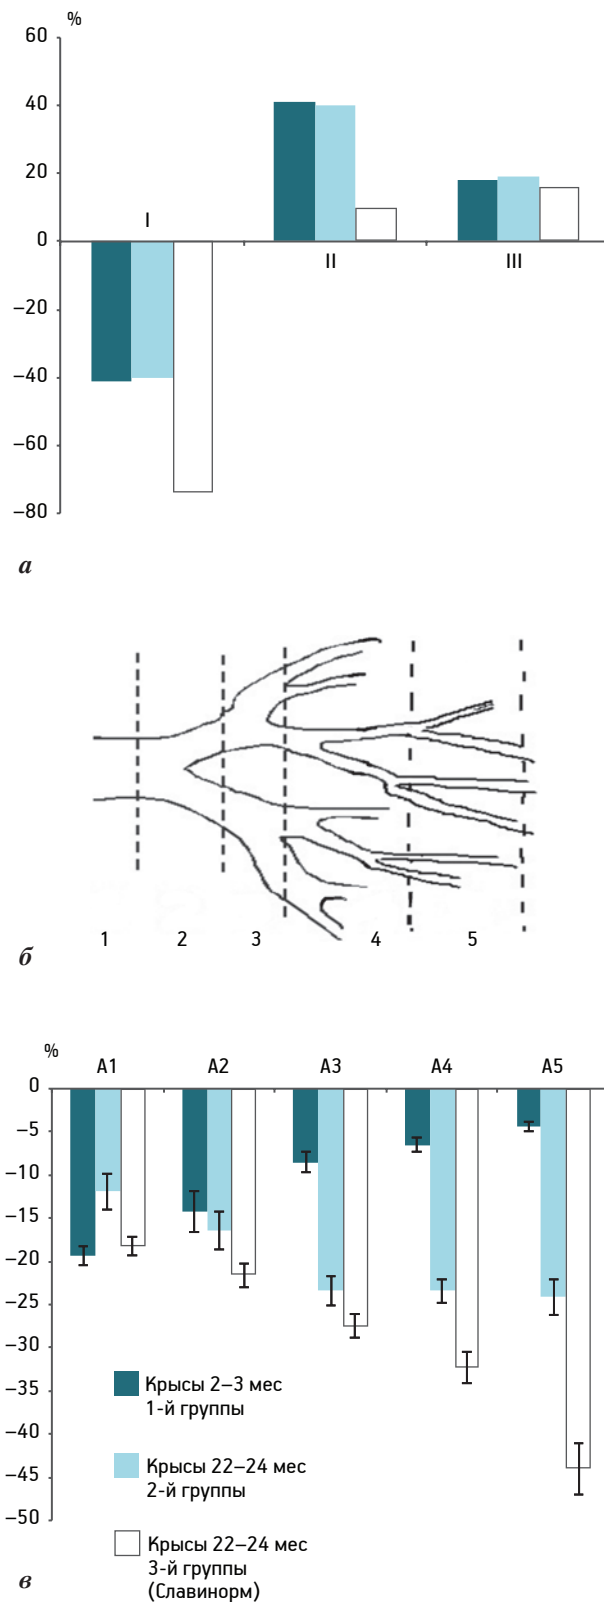 %
60
40
20
0
–20
–40
–60
–80
I
II
III
а
1 2 3 4 5
б
%
A1 A2 A3 A4 A5
0
–5
–10
–15
–20
–25
–30
–35
–40
–45
–50
Крысы 2–3 мес
1-й группы
Крысы 22–24 мес
2-й группы
Крысы 22–24 мес
3-й группы
(Славинорм)
в